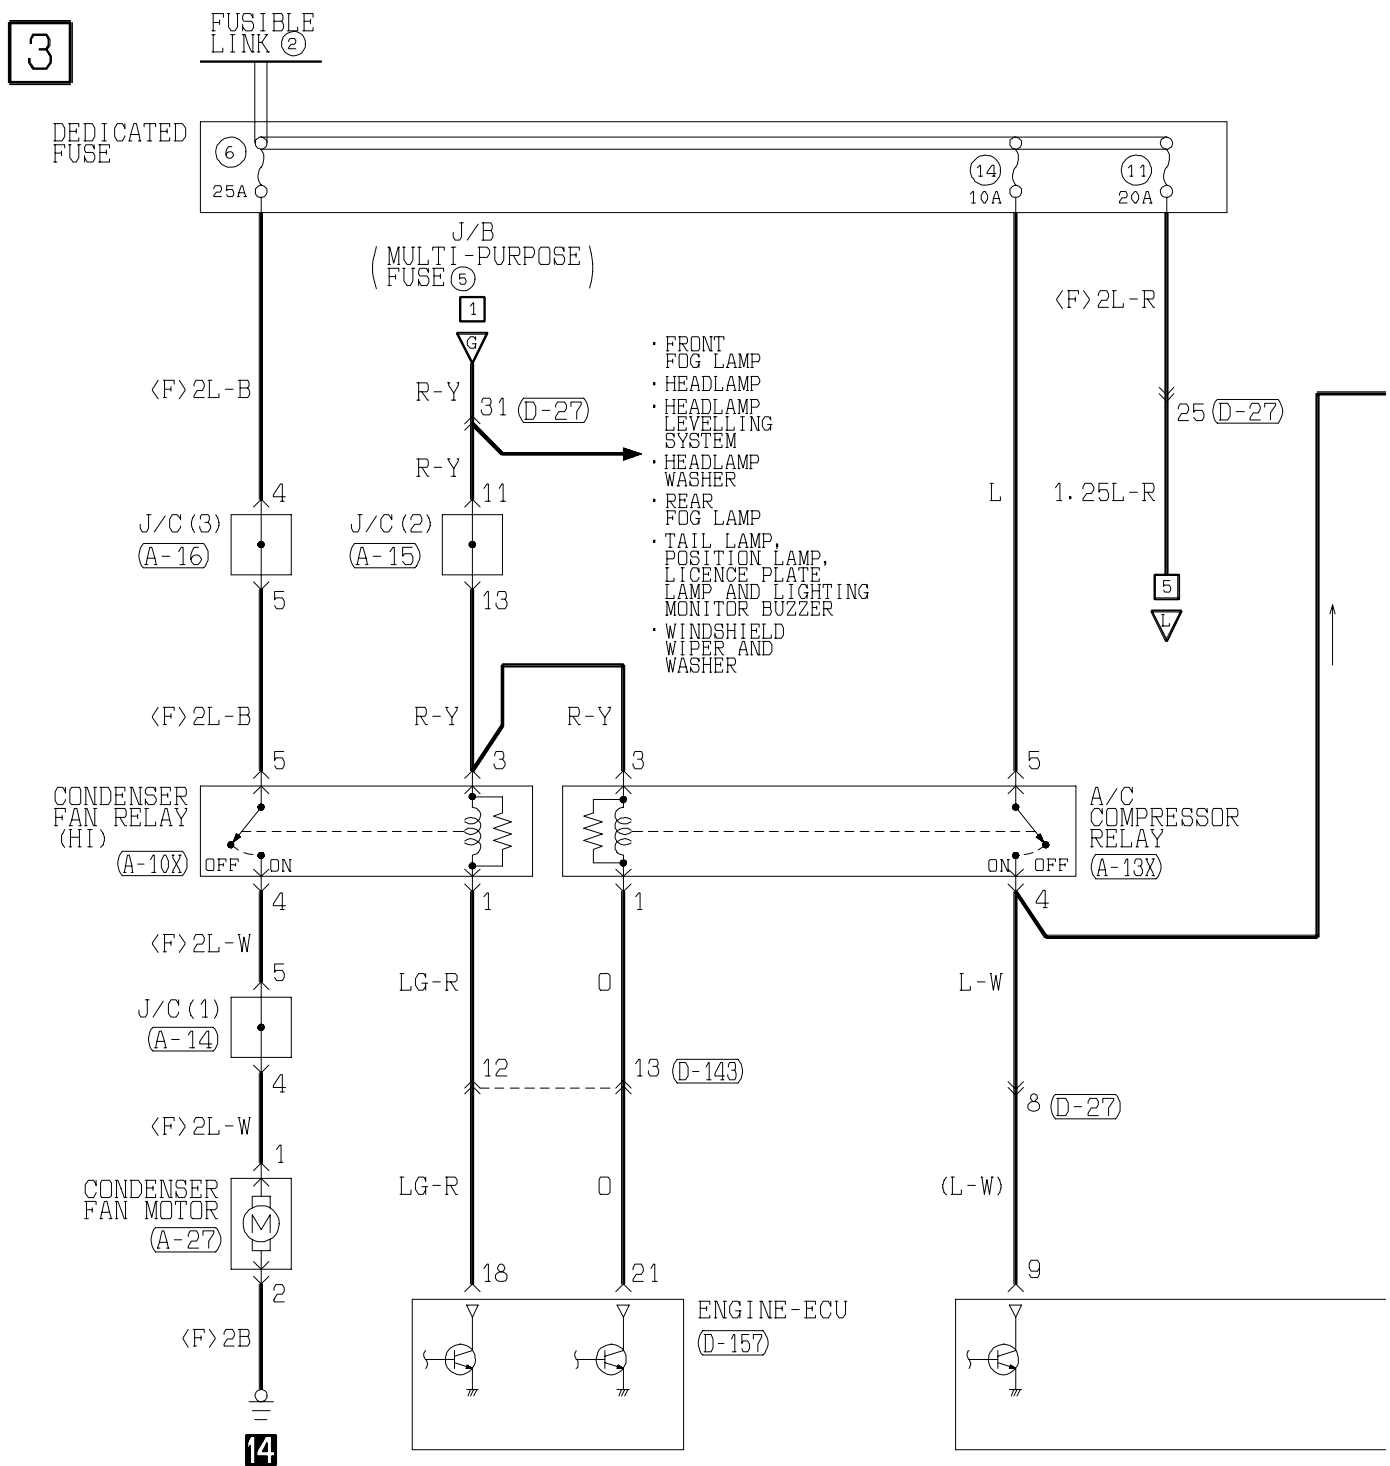 3
FUSIBLE
LINK ②
DEDICATED
FUSE
⑥
25A
⑭
10A
⑪
20A
J/B
(MULTI-PURPOSE
FUSE⑤)
1
G
<F>2L-R
<F>2L-B
R-Y
31 (D-27)
25 (D-27)
R-Y
· FRONT
FOG LAMP
· HEADLAMP
· HEADLAMP
LEVELLING
SYSTEM
· HEADLAMP
WASHER
· REAR
FOG LAMP
· TAIL LAMP,
POSITION LAMP,
LICENCE PLATE
LAMP AND LIGHTING
MONITOR BUZZER
· WINDSHIELD
WIPER AND
WASHER
4
11
L
1.25L-R
J/C(3)
(A-16)
J/C(2)
(A-15)
5
13
5
L
<F>2L-B
R-Y
R-Y
5
3
3
5
CONDENSER
FAN RELAY
(HI)
(A-10X)
OFF
ON
A/C
COMPRESSOR
RELAY
(A-13X)
ON
OFF
4
1
1
4
<F>2L-W
5
LG-R
O
L-W
J/C(1)
(A-14)
4
12
13 (D-143)
8 (D-27)
<F>2L-W
1
LG-R
O
(L-W)
CONDENSER
FAN MOTOR
(A-27)
M
2
18
21
9
<F>2B
ENGINE-ECU
(D-157)
14